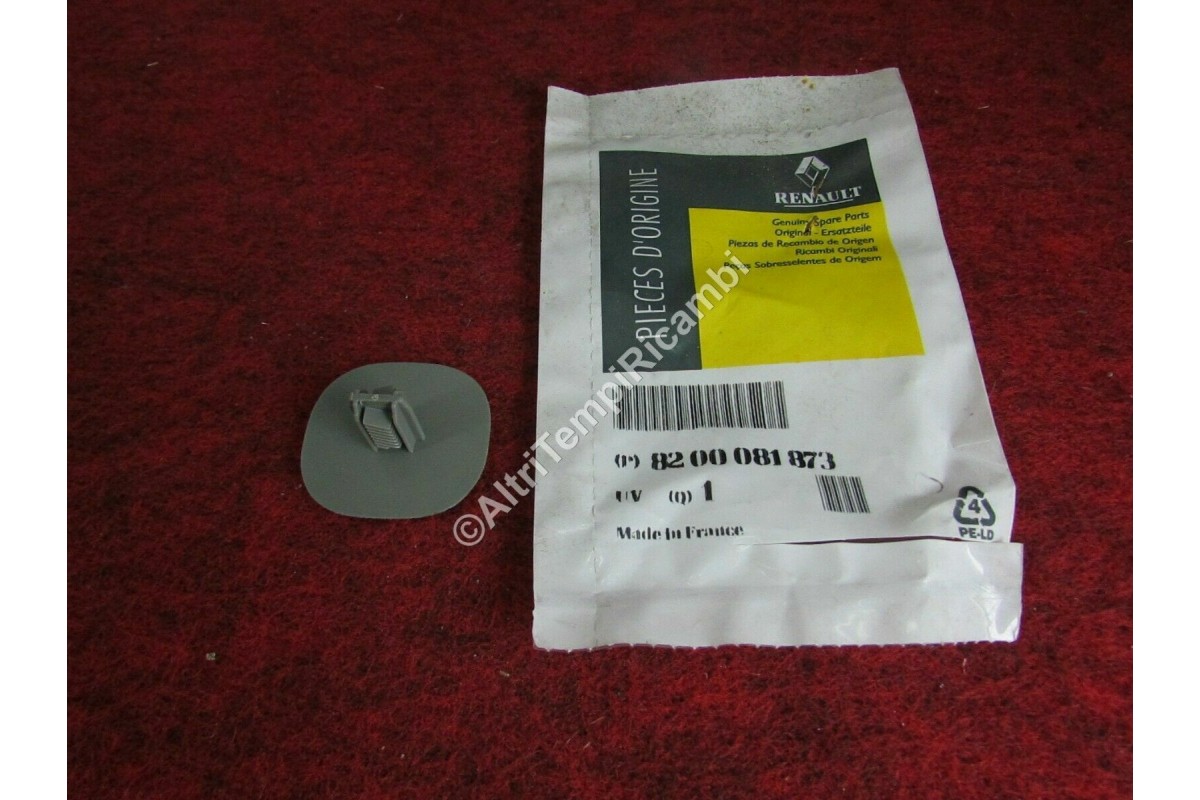 PIECES D'ORIGINE
RENAULT
Genuine Spare Parts
Original - Ersatzteile
Piezas de Recambio de Origen
Ricambi Originali
Peças Sobresselentes de Origem
(P) 82 00 081 873
UV (Q) 1
Made in France
4
PE-LD
©AltriTempiRicambi